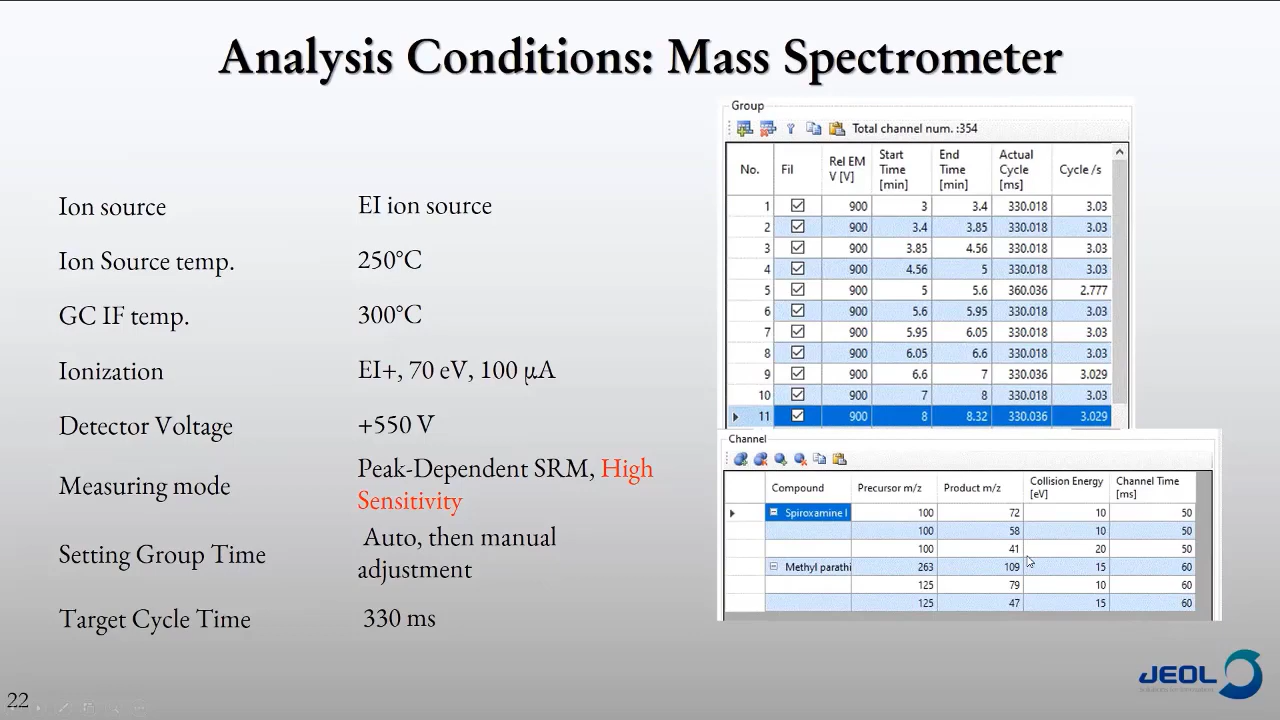 Analysis Conditions: Mass Spectrometer
Ion source EI ion source
Ion Source temp. 250°C
GC IF temp. 300°C
Ionization EI+, 70 eV, 100 µA
Detector Voltage +550 V
Measuring mode Peak-Dependent SRM, High Sensitivity
Setting Group Time Auto, then manual adjustment
Target Cycle Time 330 ms
Group
Total channel num. :354
No. Fil Rel EM V [V] Start Time [min] End Time [min] Actual Cycle [ms] Cycle /s
1 900 3 3.4 330.018 3.03
2 900 3.4 3.85 330.018 3.03
3 900 3.85 4.56 330.018 3.03
4 900 4.56 5 330.018 3.03
5 900 5 5.6 360.036 2.777
6 900 5.6 5.95 330.018 3.03
7 900 5.95 6.05 330.018 3.03
8 900 6.05 6.6 330.018 3.03
9 900 6.6 7 330.036 3.029
10 900 7 8 330.018 3.03
11 900 8 8.32 330.036 3.029
Channel
Compound Precursor m/z Product m/z Collision Energy [eV] Channel Time [ms]
Spiroxamine I 100 72 10 50
100 58 10 50
100 41 20 50
Methyl parathi 263 109 15 60
125 79 10 60
125 47 15 60
JEOL
22